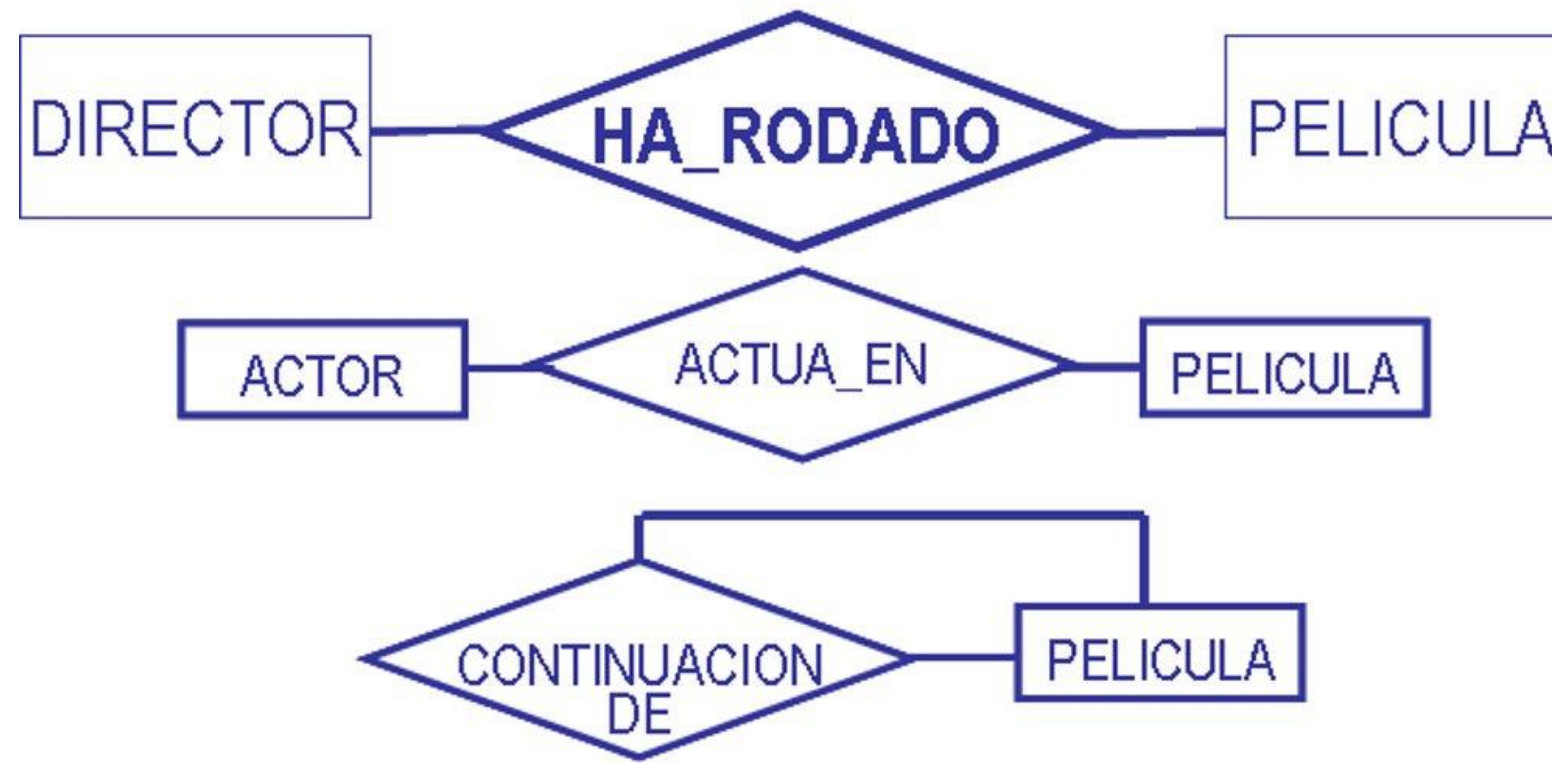 DIRECTOR HA_RODADO PELICULA
ACTOR ACTUA_EN PELICULA
CONTINUACION PELICULA
DE